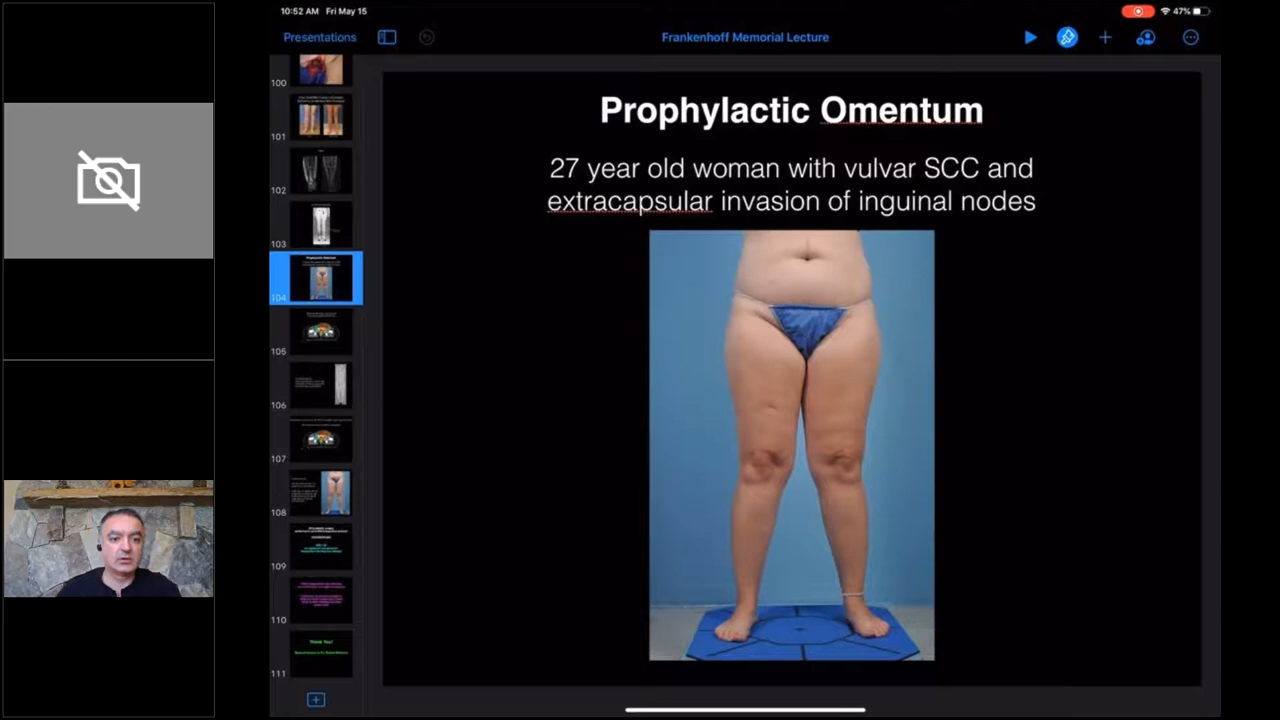 10:52 AM Fri May 15
47%
Presentations
Frankenhoff Memorial Lecture
Prophylactic Omentum
27 year old woman with vulvar SCC and
extracapsular invasion of inguinal nodes
100
101
102
103
104
105
106
107
108
109
110
111